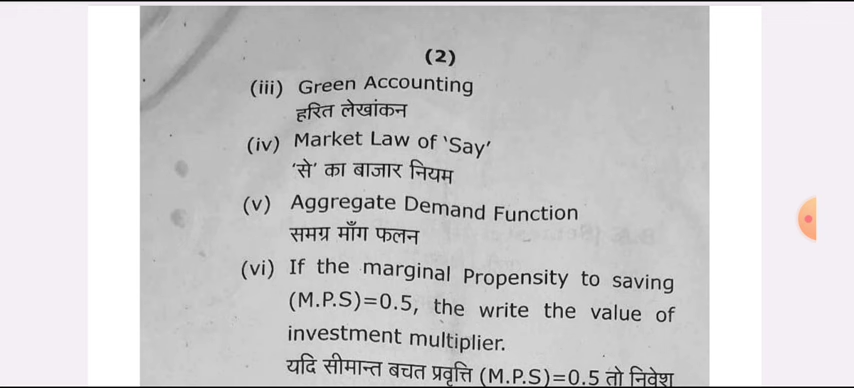 (2)
(iii) Green Accounting
हरित लेखांकन
(iv) Market Law of ‘Say’
‘से’ का बाजार नियम
(v) Aggregate Demand Function
समग्र माँग फलन
(vi) If the marginal Propensity to saving
(M.P.S)=0.5, the write the value of
investment multiplier.
यदि सीमान्त बचत प्रवृत्ति (M.P.S)=0.5 तो निवेश